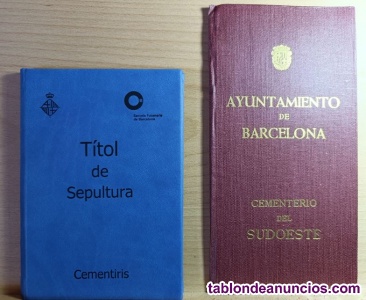 Títol
de
Sepultura
Cementiris
AYUNTAMIENTO
DE
BARCELONA
CEMENTERIO
DEL
SUDOESTE
tablondeanuncios.com